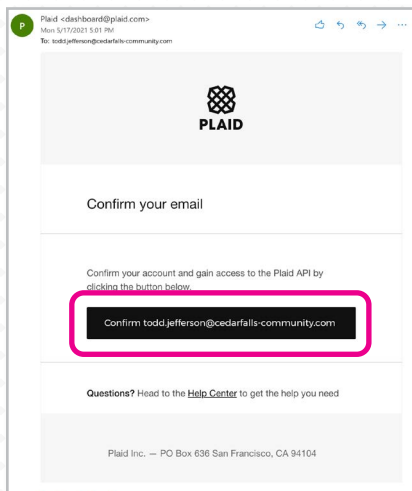 P
Plaid <dashboard@plaid.com>
Mon 5/17/2021 5:01 PM
To: todd.jefferson@cedarfalls-community.com
PLAID
Confirm your email
Confirm your account and gain access to the Plaid API by
clicking the button below.
Confirm todd.jefferson@cedarfalls-community.com
Questions? Head to the Help Center to get the help you need
Plaid Inc. — PO Box 636 San Francisco, CA 94104